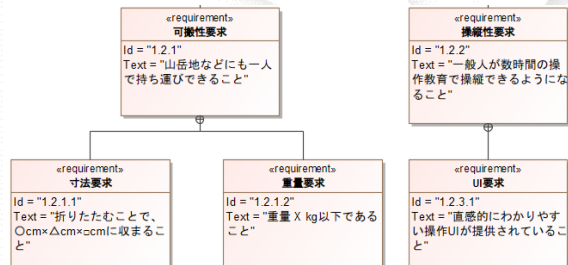 «requirement»
可搬性要求
Id = "1.2.1"
Text = "山岳地などにも一人
で持ち運びできること"
«requirement»
操縦性要求
Id = "1.2.2"
Text = "一般人が数時間の操
作教育で操縦できるようにな
ること"
«requirement»
寸法要求
Id = "1.2.1.1"
Text = "折りたたむことで、
〇cm×△cm×□cmに収まるこ
と"
«requirement»
重量要求
Id = "1.2.1.2"
Text = "重量 X kg以下である
こと"
«requirement»
UI要求
Id = "1.2.3.1"
Text = "直感的にわかりやす
い操作UIが提供されているこ
と"